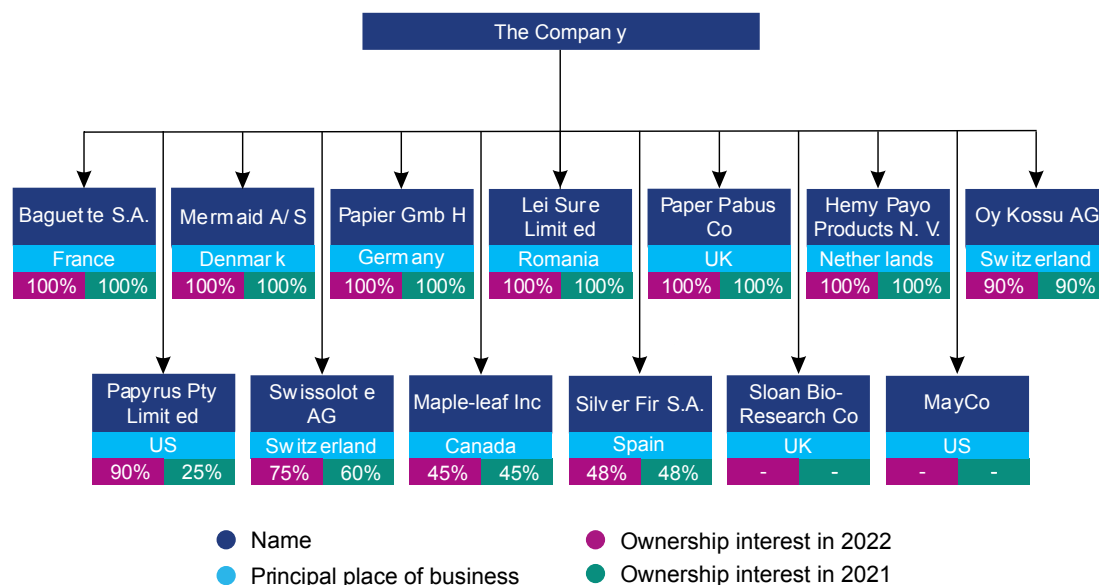 The Company
Baguette S.A.
France
100% 100%
Mermaid A/S
Denmark
100% 100%
Papier GmbH
Germany
100% 100%
Lei Sure
Limited
Romania
100% 100%
Paper Pabus
Co
UK
100% 100%
Hemy Payo
Products N.V.
Netherlands
100% 100%
Oy Kossu AG
Switzerland
90% 90%
Papyrus Pty
Limited
US
90% 25%
Swissolote
AG
Switzerland
75% 60%
Maple-leaf Inc
Canada
45% 45%
Silver Fir S.A.
Spain
48% 48%
Sloan Bio-
Research Co
UK
- -
MayCo
US
- -
Name
Principal place of business
Ownership interest in 2022
Ownership interest in 2021